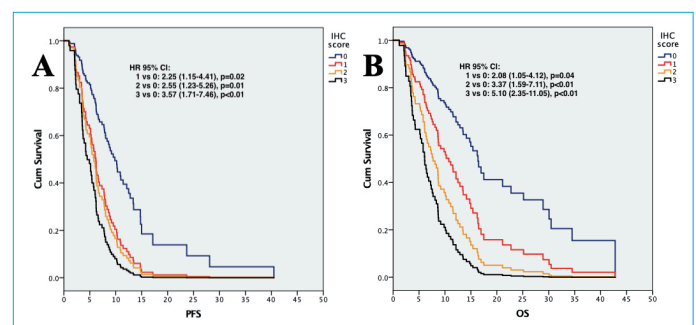 A
HR 95% CI:
1 vs 0: 2.25 (1.15-4.41), p=0.02
2 vs 0: 2.55 (1.23-5.26), p=0.01
3 vs 0: 3.57 (1.71-7.46), p<0.01
IHC
score
0
1
2
3
Cum Survival
1.0
0.8
0.6
0.4
0.2
0.0
0 5 10 15 20 25 30 35 40 45 50
PFS
B
HR 95% CI:
1 vs 0: 2.08 (1.05-4.12), p=0.04
2 vs 0: 3.37 (1.59-7.11), p<0.01
3 vs 0: 5.10 (2.35-11.05), p<0.01
IHC
score
0
1
2
3
Cum Survival
1.0
0.8
0.6
0.4
0.2
0.0
0 5 10 15 20 25 30 35 40 45 50
OS